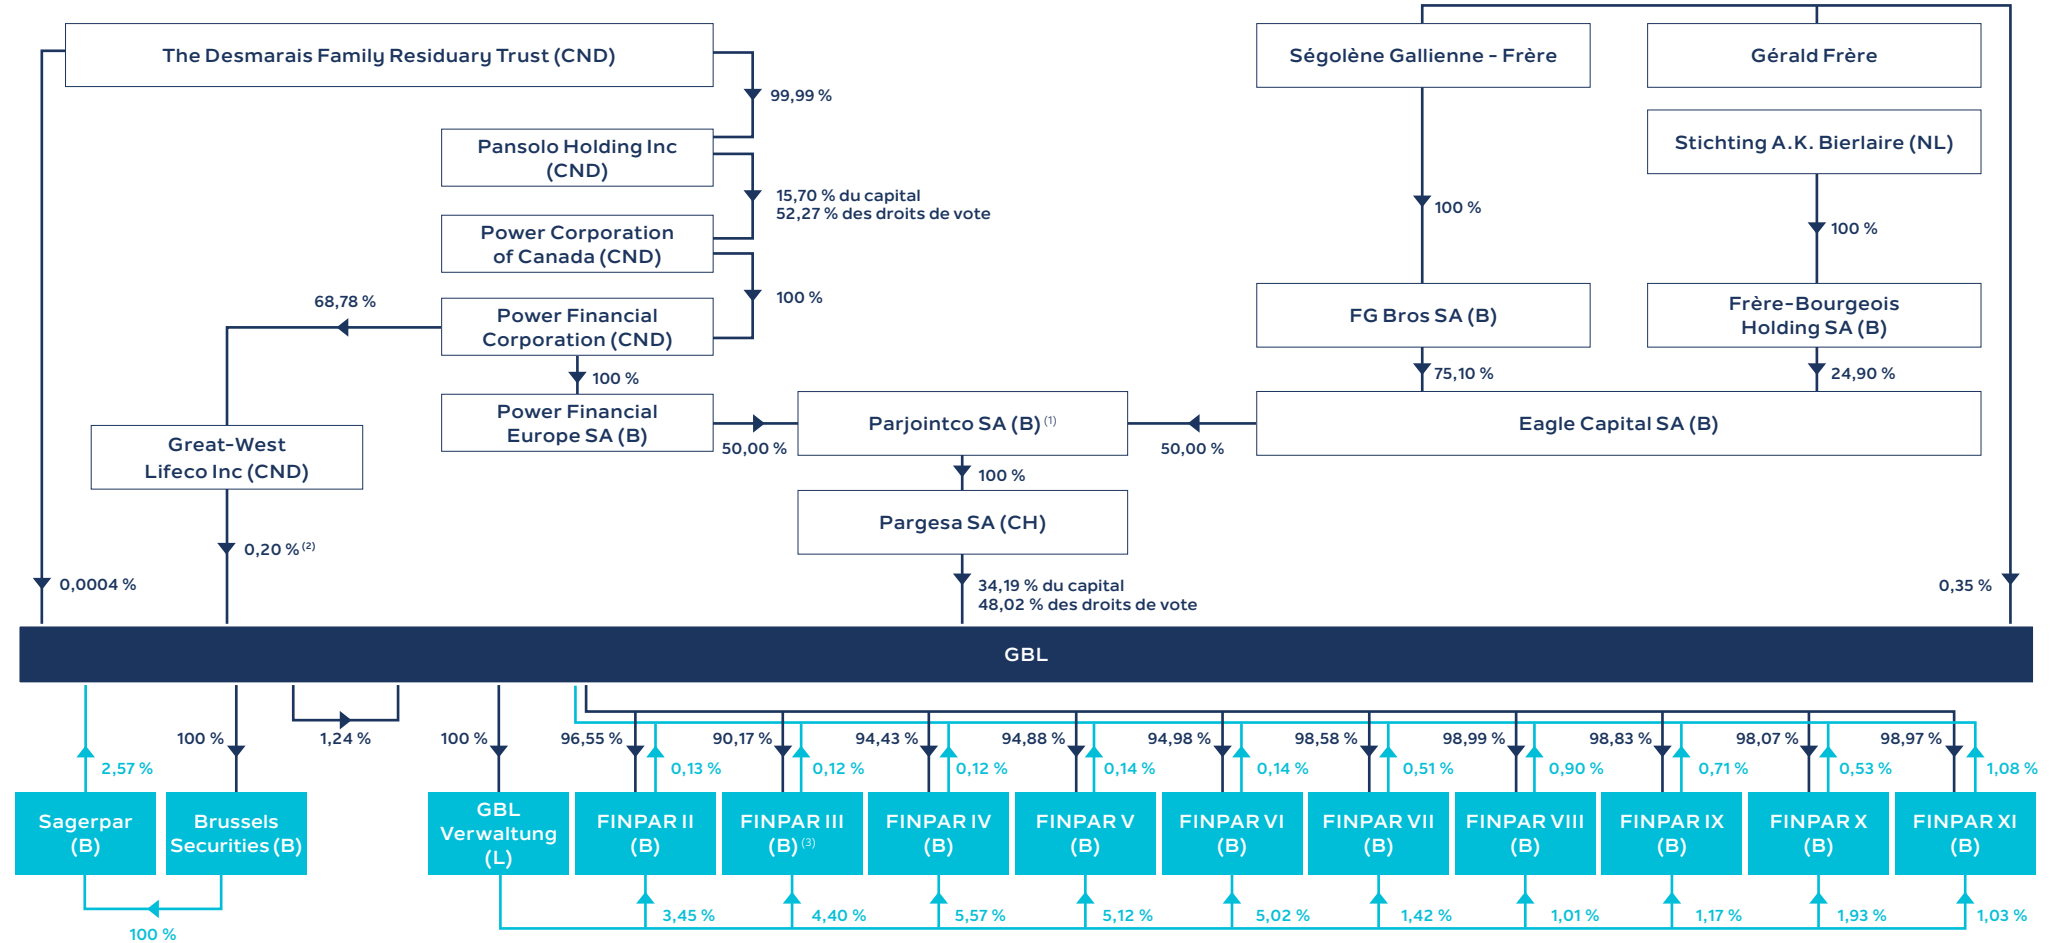 The Desmarais Family Residuary Trust (CND)
Ségolène Gallienne - Frère
Gérald Frère
99,99 %
Pansolo Holding Inc
(CND)
Stichting A.K. Bierlaire (NL)
15,70 % du capital
52,27 % des droits de vote
100 %
100 %
Power Corporation
of Canada (CND)
100 %
68,78 %
Power Financial
Corporation (CND)
FG Bros SA (B)
Frère-Bourgeois
Holding SA (B)
100 %
75,10 %
24,90 %
Power Financial
Europe SA (B)
Parjointco SA (B) (1)
Eagle Capital SA (B)
50,00 %
50,00 %
Great-West
Lifeco Inc (CND)
100 %
Pargesa SA (CH)
0,20 % (2)
0,0004 %
34,19 % du capital
48,02 % des droits de vote
0,35 %
GBL
100 %
1,24 %
100 %
96,55 %
90,17 %
94,43 %
94,88 %
94,98 %
98,58 %
98,99 %
98,83 %
98,07 %
98,97 %
2,57 %
0,13 %
0,12 %
0,12 %
0,14 %
0,14 %
0,51 %
0,90 %
0,71 %
0,53 %
1,08 %
Sagerpar
(B)
Brussels
Securities (B)
GBL
Verwaltung
(L)
FINPAR II
(B)
FINPAR III
(B) (3)
FINPAR IV
(B)
FINPAR V
(B)
FINPAR VI
(B)
FINPAR VII
(B)
FINPAR VIII
(B)
FINPAR IX
(B)
FINPAR X
(B)
FINPAR XI
(B)
100 %
3,45 %
4,40 %
5,57 %
5,12 %
5,02 %
1,42 %
1,01 %
1,17 %
1,93 %
1,03 %